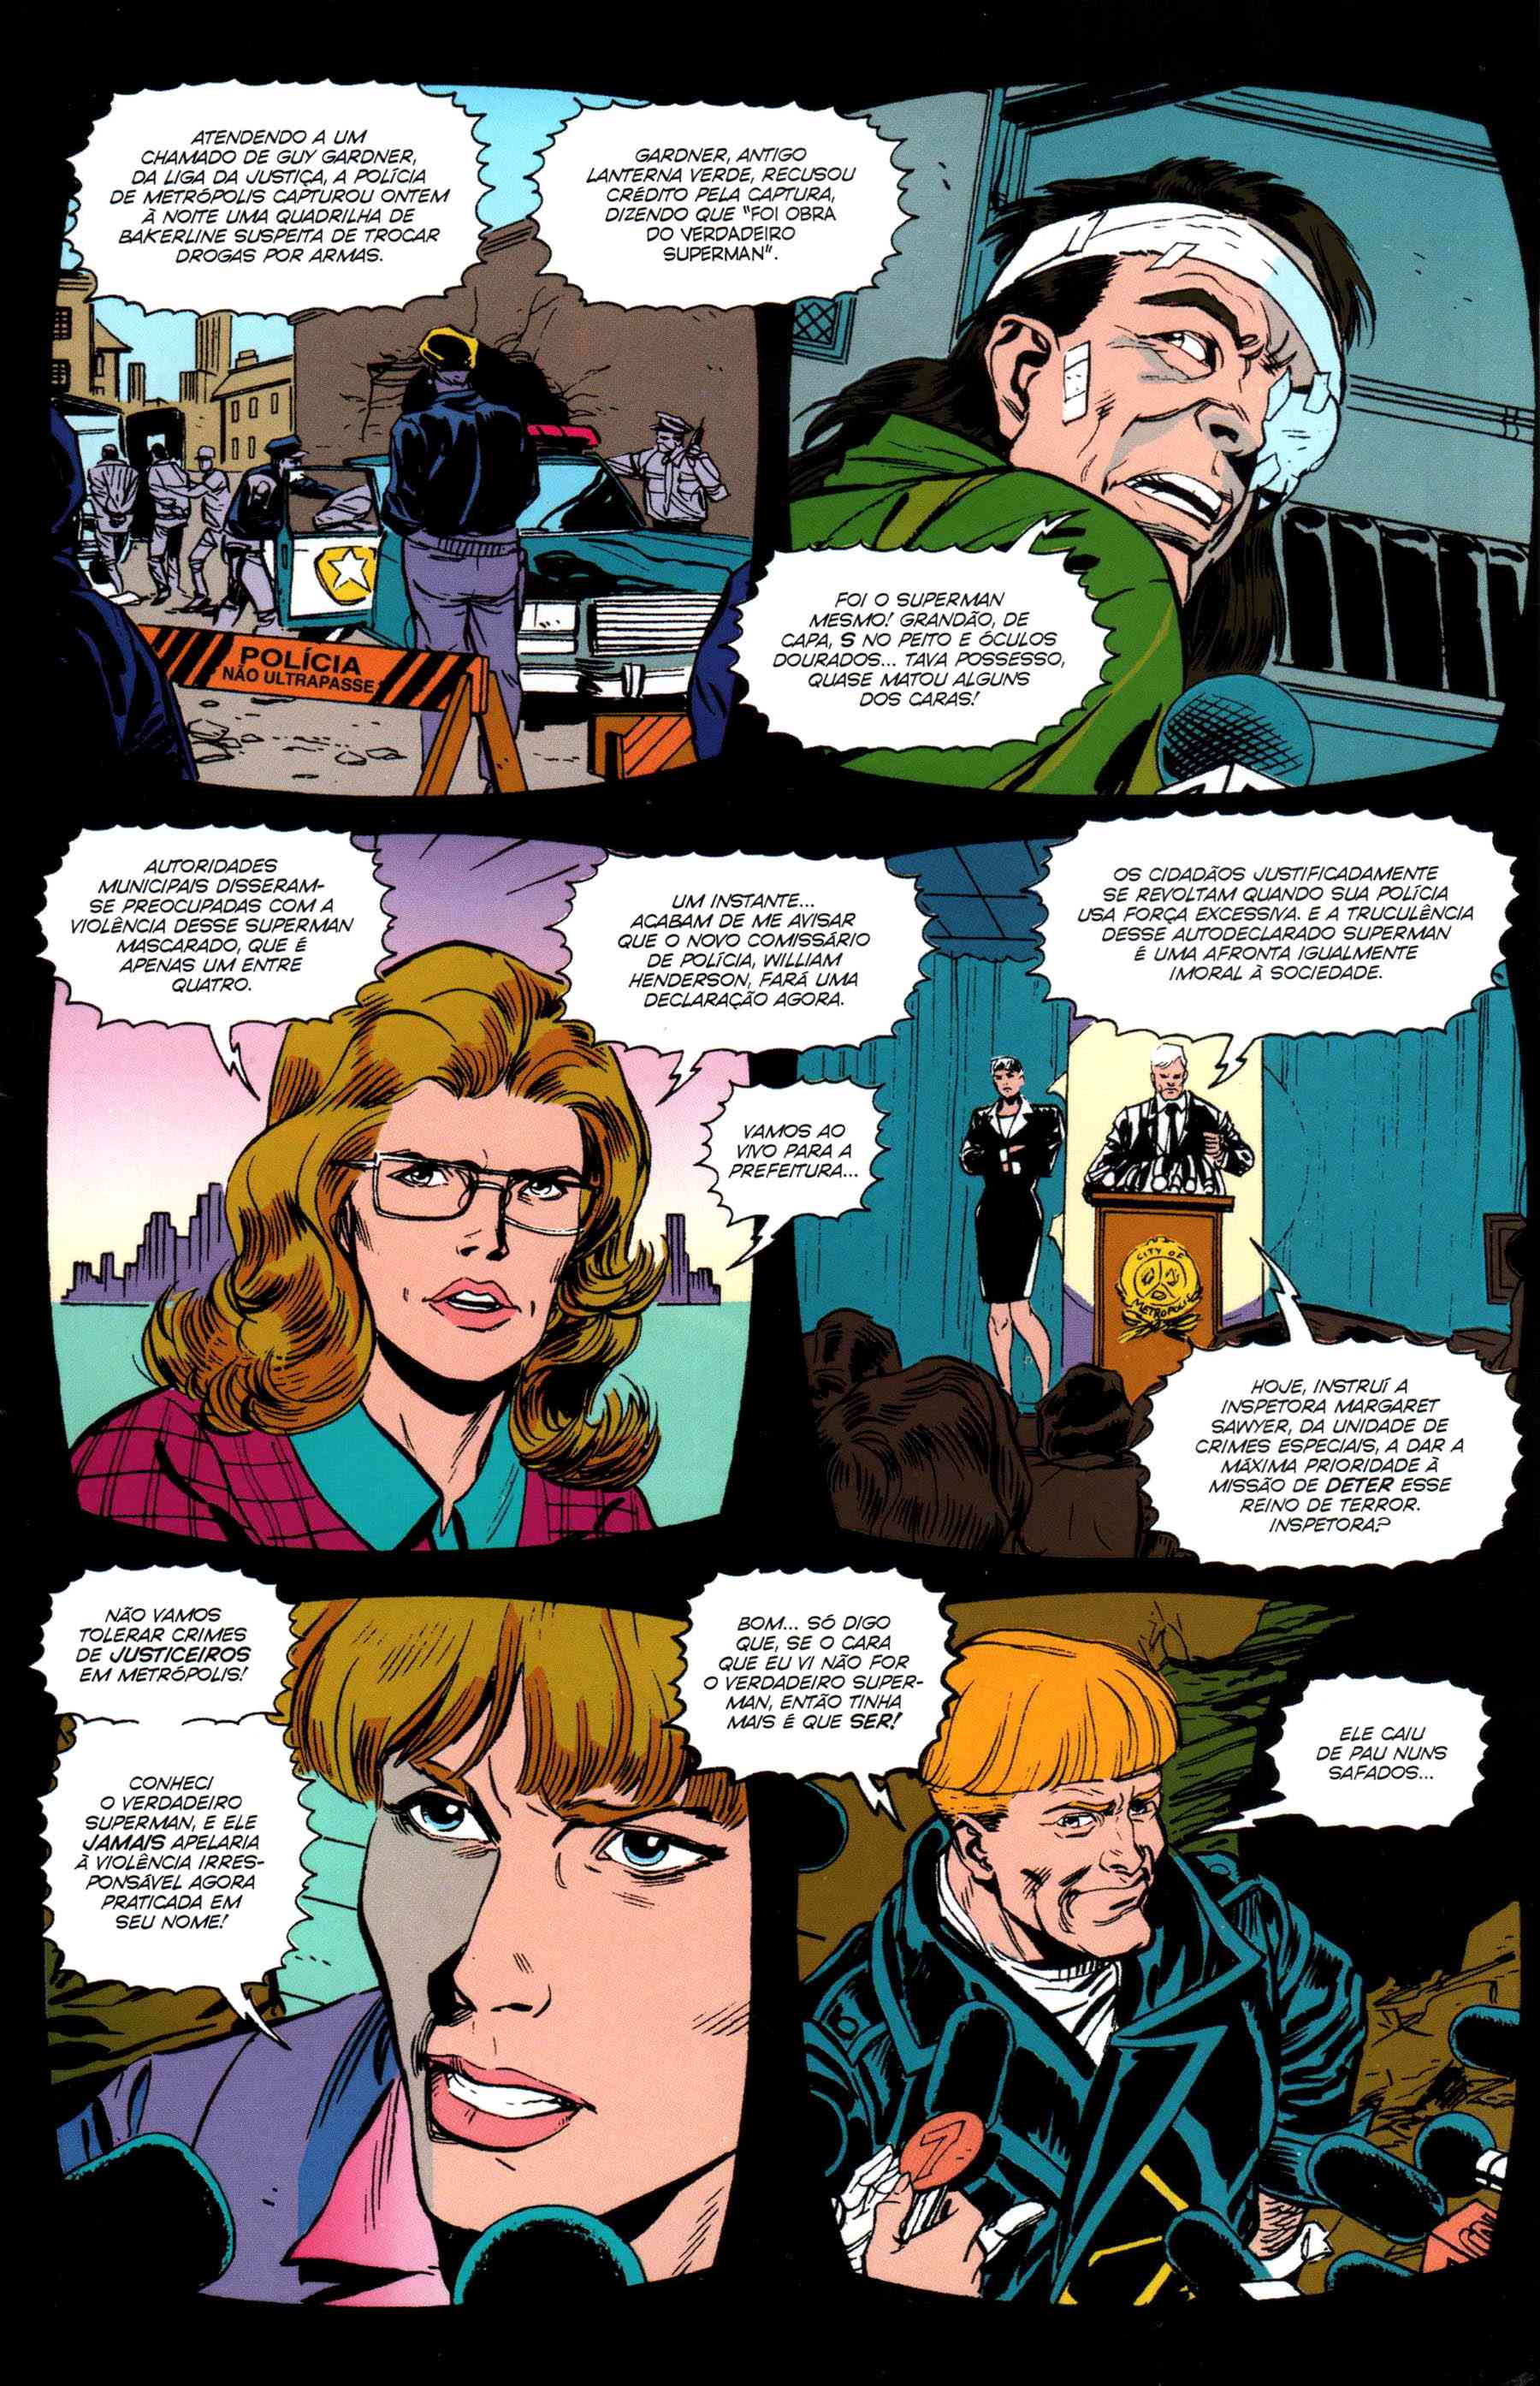 ATENDENDO A UM
CHAMADO DE GUY GARDNER,
DA LIGA DA JUSTIÇA, A POLÍCIA
DE METRÓPOLIS CAPTUROU ONTEM
À NOITE UMA QUADRILHA DE
BAKERLINE SUSPEITA DE TROCAR
DROGAS POR ARMAS.
GARDNER, ANTIGO
LANTERNA VERDE, RECUSOU
CRÉDITO PELA CAPTURA,
DIZENDO QUE "FOI OBRA
DO VERDADEIRO
SUPERMAN".
POLÍCIA
NÃO ULTRAPASSE
FOI O SUPERMAN
MESMO! GRANDÃO, DE
CAPA, S NO PEITO E ÓCULOS
DOURADOS... TAVA POSSESSO,
QUASE MATOU ALGUNS
DOS CARAS!
AUTORIDADES
MUNICIPAIS DISSERAM-
SE PREOCUPADAS COM A
VIOLÊNCIA DESSE SUPERMAN
MASCARADO, QUE É
APENAS UM ENTRE
QUATRO.
UM INSTANTE...
ACABAM DE ME AVISAR
QUE O NOVO COMISSÁRIO
DE POLÍCIA, WILLIAM
HENDERSON, FARÁ UMA
DECLARAÇÃO AGORA.
VAMOS AO
VIVO PARA A
PREFEITURA...
OS CIDADÃOS JUSTIFICADAMENTE
SE REVOLTAM QUANDO SUA POLÍCIA
USA FORÇA EXCESSIVA. E A TRUCULÊNCIA
DESSE AUTODECLARADO SUPERMAN
É UMA AFRONTA IGUALMENTE
IMORAL À SOCIEDADE.
CITY OF
METROPOLIS
HOJE, INSTRUÍ A
INSPETORA MARGARET
SAWYER, DA UNIDADE DE
CRIMES ESPECIAIS, A DAR A
MÁXIMA PRIORIDADE À
MISSÃO DE DETER ESSE
REINO DE TERROR.
INSPETORA?
NÃO VAMOS
TOLERAR CRIMES
DE JUSTICEIROS
EM METRÓPOLIS!
CONHECI
O VERDADEIRO
SUPERMAN, E ELE
JAMAIS APELARIA
À VIOLÊNCIA IRRES-
PONSÁVEL AGORA
PRATICADA EM
SEU NOME!
BOM... SÓ DIGO
QUE, SE O CARA
QUE EU VI NÃO FOR
O VERDADEIRO SUPER-
MAN, ENTÃO TINHA
MAIS É QUE SER!
ELE CAIU
DE PAU NUNS
SAFADOS...
7